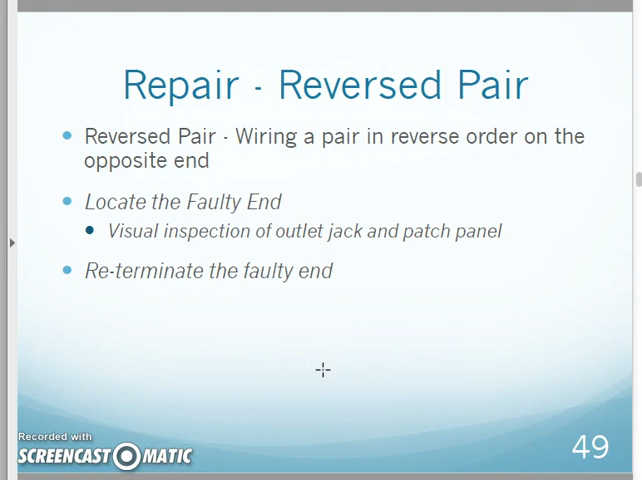 Repair - Reversed Pair
Reversed Pair - Wiring a pair in reverse order on the
opposite end
Locate the Faulty End
Visual inspection of outlet jack and patch panel
Re-terminate the faulty end
Recorded with
SCREENCAST MATIC
49